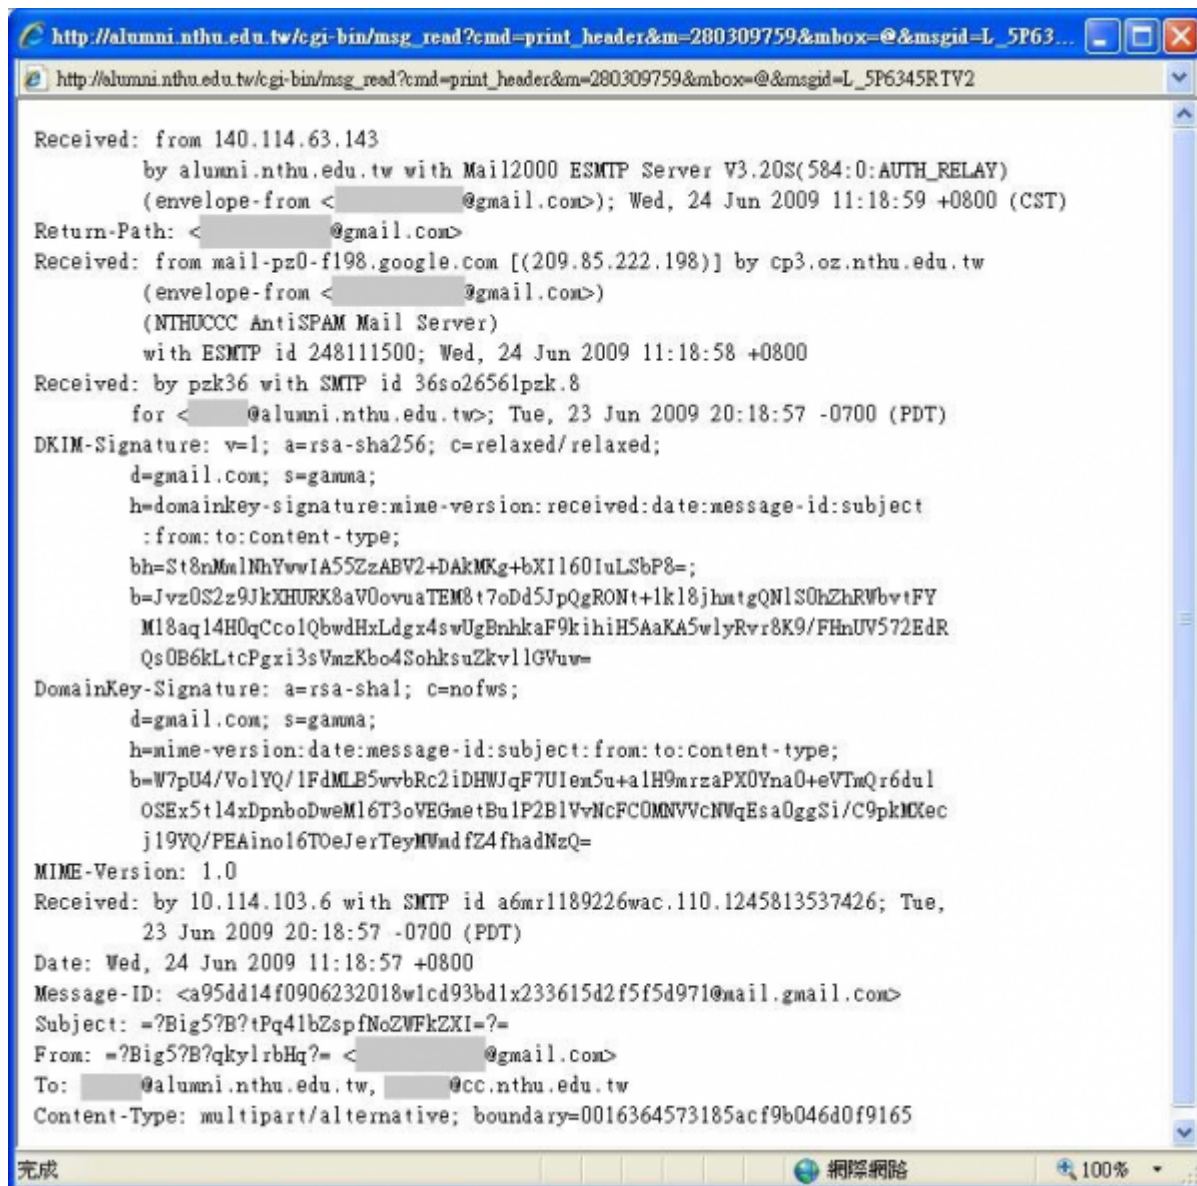 http://alumni.nthu.edu.tw/cgi-bin/msg_read?cmd=print_header&m=280309759&mbox=@&msgid=L_5P63...
http://alumni.nthu.edu.tw/cgi-bin/msg_read?cmd=print_header&m=280309759&mbox=@&msgid=L_5P6345RTV2
Received: from 140.114.63.143
by alumni.nthu.edu.tw with Mail2000 ESMTP Server V3.20S(584:0:AUTH_RELAY)
(envelope-from < @gmail.com>); Wed, 24 Jun 2009 11:18:59 +0800 (CST)
Return-Path: < @gmail.com>
Received: from mail-pz0-f198.google.com [(209.85.222.198)] by cp3.oz.nthu.edu.tw
(envelope-from < @gmail.com>)
(NTHUCCC AntiSPAM Mail Server)
with ESMTP id 248111500; Wed, 24 Jun 2009 11:18:58 +0800
Received: by pzk36 with SMTP id 36so26561pzk.8
for < @alumni.nthu.edu.tw>; Tue, 23 Jun 2009 20:18:57 -0700 (PDT)
DKIM-Signature: v=1; a=rsa-sha256; c=relaxed/relaxed;
d=gmail.com; s=gamma;
h=domainkey-signature:mime-version:received:date:message-id:subject
:from:to:content-type;
bh=St8nMmlNhYwwIA55ZzABV2+DAkMKg+bXI160IuLSbP8=;
b=Jvz0S2z9JkXHURK8aV0ovuaTEM8t7oDd5JpQgRONt+1k18jhmtgQN1S0hZhRWbvtFY
M18aq14H0qCco1QbwdHxLdgx4swUgBnhkaF9kihiH5AaKA5wlyRvr8K9/FHnUV572EdR
Qs0B6kLtcPgxi3sVmzKbo4SohksuZkvllGVuw=
DomainKey-Signature: a=rsa-sha1; c=nofws;
d=gmail.com; s=gamma;
h=mime-version:date:message-id:subject:from:to:content-type;
b=W7pU4/VolYQ/1FdMLB5wvbRc2iDHWJqF7UIem5u+a1H9mrzaPX0Yna0+eVTmQr6dul
OSEx5tl4xDpnboDweM16T3oVEGmetBulP2BlVvNcFC0MNVVcNWqEsa0ggSi/C9pkMXec
jl9YQ/PEAino16TOeJerTeyMWmdfZ4fhadNzQ=
MIME-Version: 1.0
Received: by 10.114.103.6 with SMTP id a6mr1189226wac.110.1245813537426; Tue,
23 Jun 2009 20:18:57 -0700 (PDT)
Date: Wed, 24 Jun 2009 11:18:57 +0800
Message-ID: <a95dd14f0906232018w1cd93bd1x233615d2f5f5d971@mail.gmail.com>
Subject: =?Big5?B?tPq41bZspfNoZWFkZXI=?=
From: =?Big5?B?qkylrbHq?= < @gmail.com>
To: @alumni.nthu.edu.tw, @cc.nthu.edu.tw
Content-Type: multipart/alternative; boundary=0016364573185acf9b046d0f9165
完成
網際網路
100%